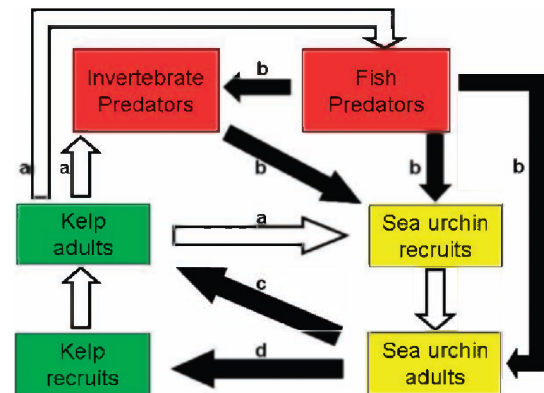 Invertebrate
Predators
b
Fish
Predators
a
a
b
b
b
Kelp
adults
a
Sea urchin
recruits
c
Kelp
recruits
d
Sea urchin
adults